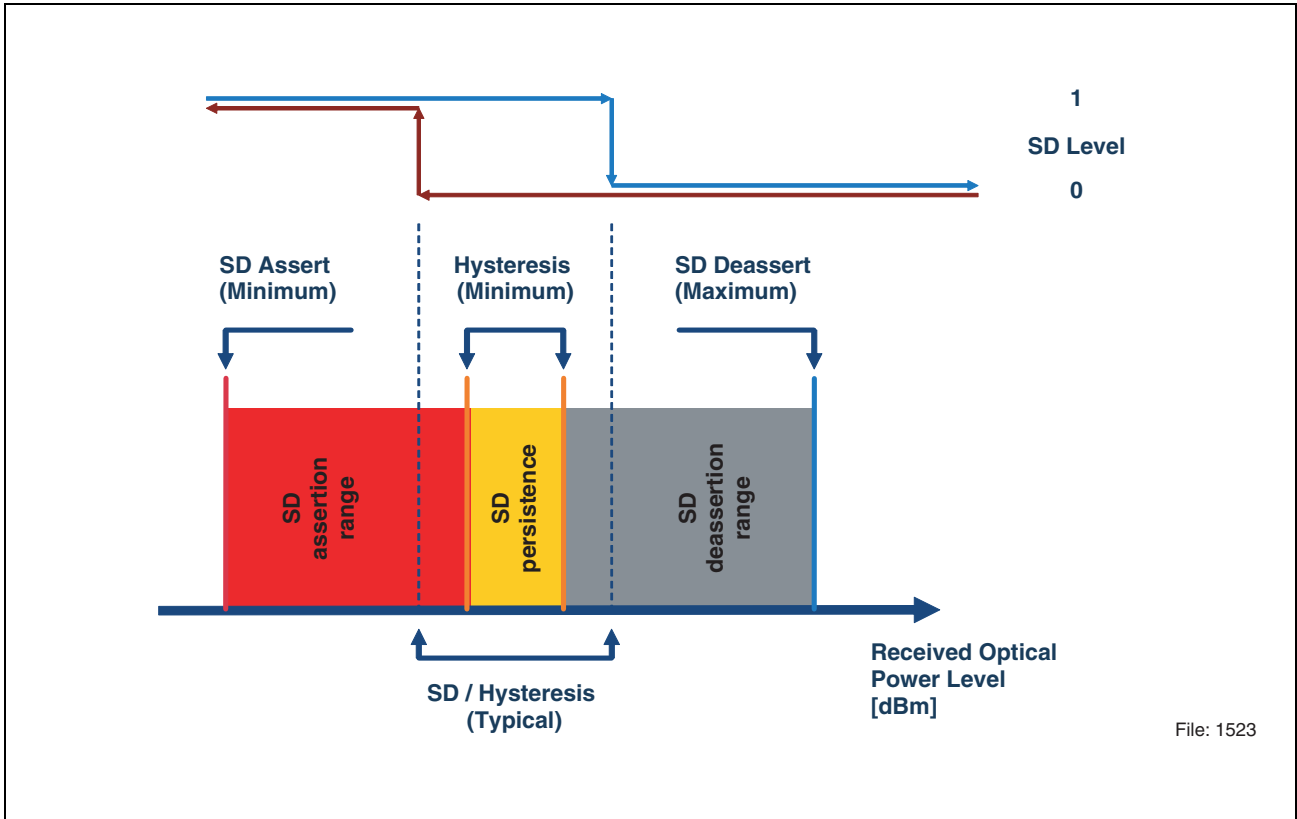 1
SD Level
0
SD Assert
(Minimum)
Hysteresis
(Minimum)
SD Deassert
(Maximum)
SD
assertion
range
SD
persistence
SD
deassertion
range
Received Optical
Power Level
[dBm]
SD / Hysteresis
(Typical)
File: 1523